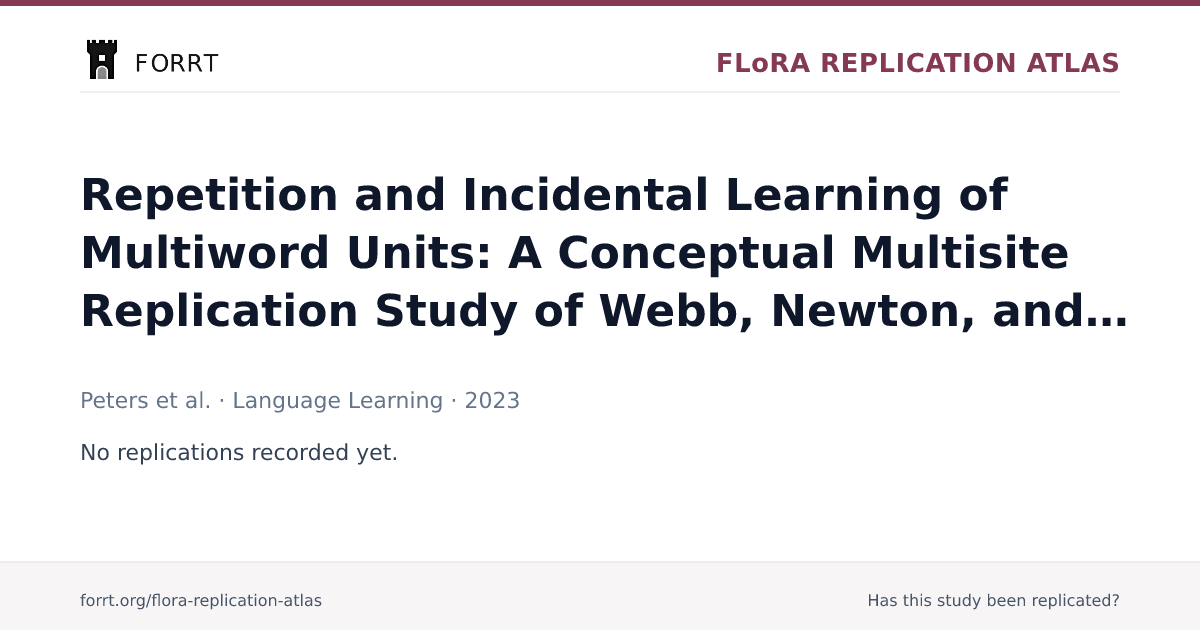 FORRT
FLoRA REPLICATION ATLAS
Repetition and Incidental Learning of
Multiword Units: A Conceptual Multisite
Replication Study of Webb, Newton, and…
Peters et al. · Language Learning · 2023
No replications recorded yet.
forrt.org/flora-replication-atlas
Has this study been replicated?